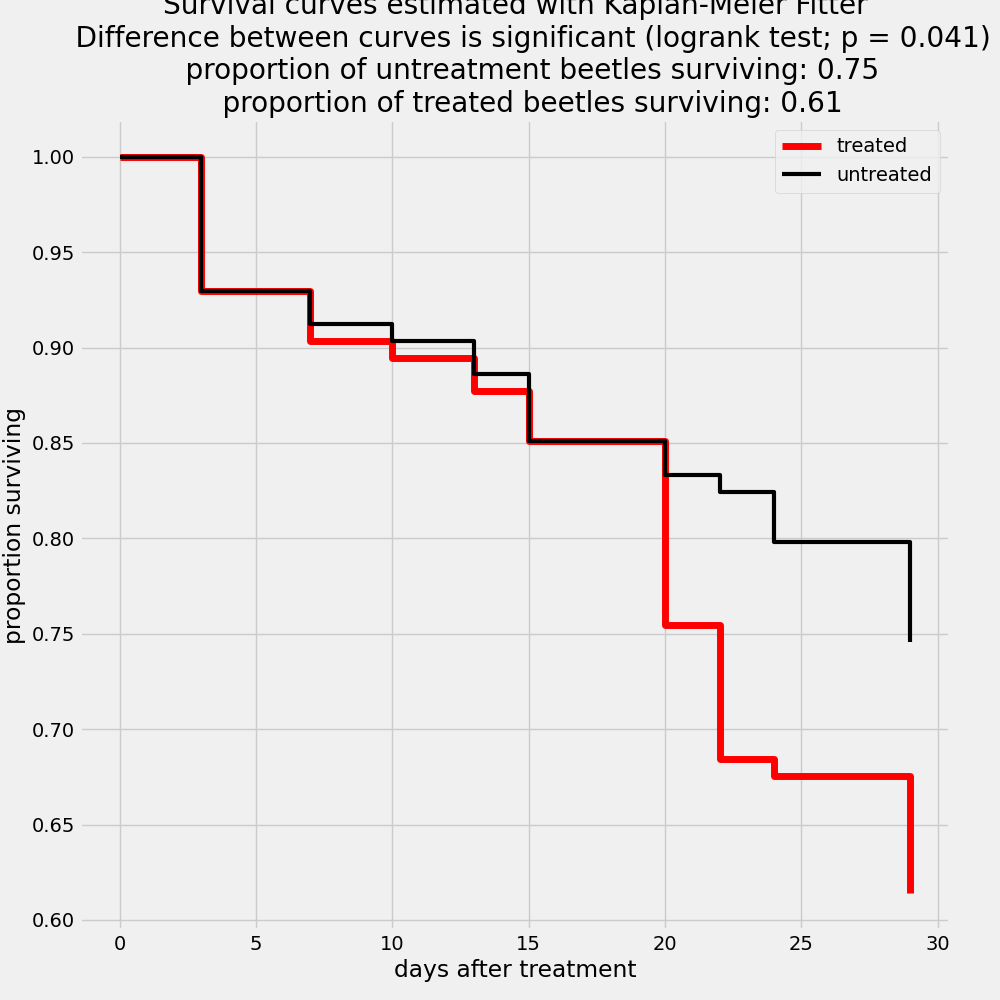 Survival curves estimated with Kaplan-Meier Fitter
Difference between curves is significant (logrank test; p = 0.041)
proportion of untreatment beetles surviving: 0.75
proportion of treated beetles surviving: 0.61
treated
untreated
1.00
0.95
0.90
0.85
0.80
0.75
0.70
0.65
0.60
proportion surviving
0 5 10 15 20 25 30
days after treatment